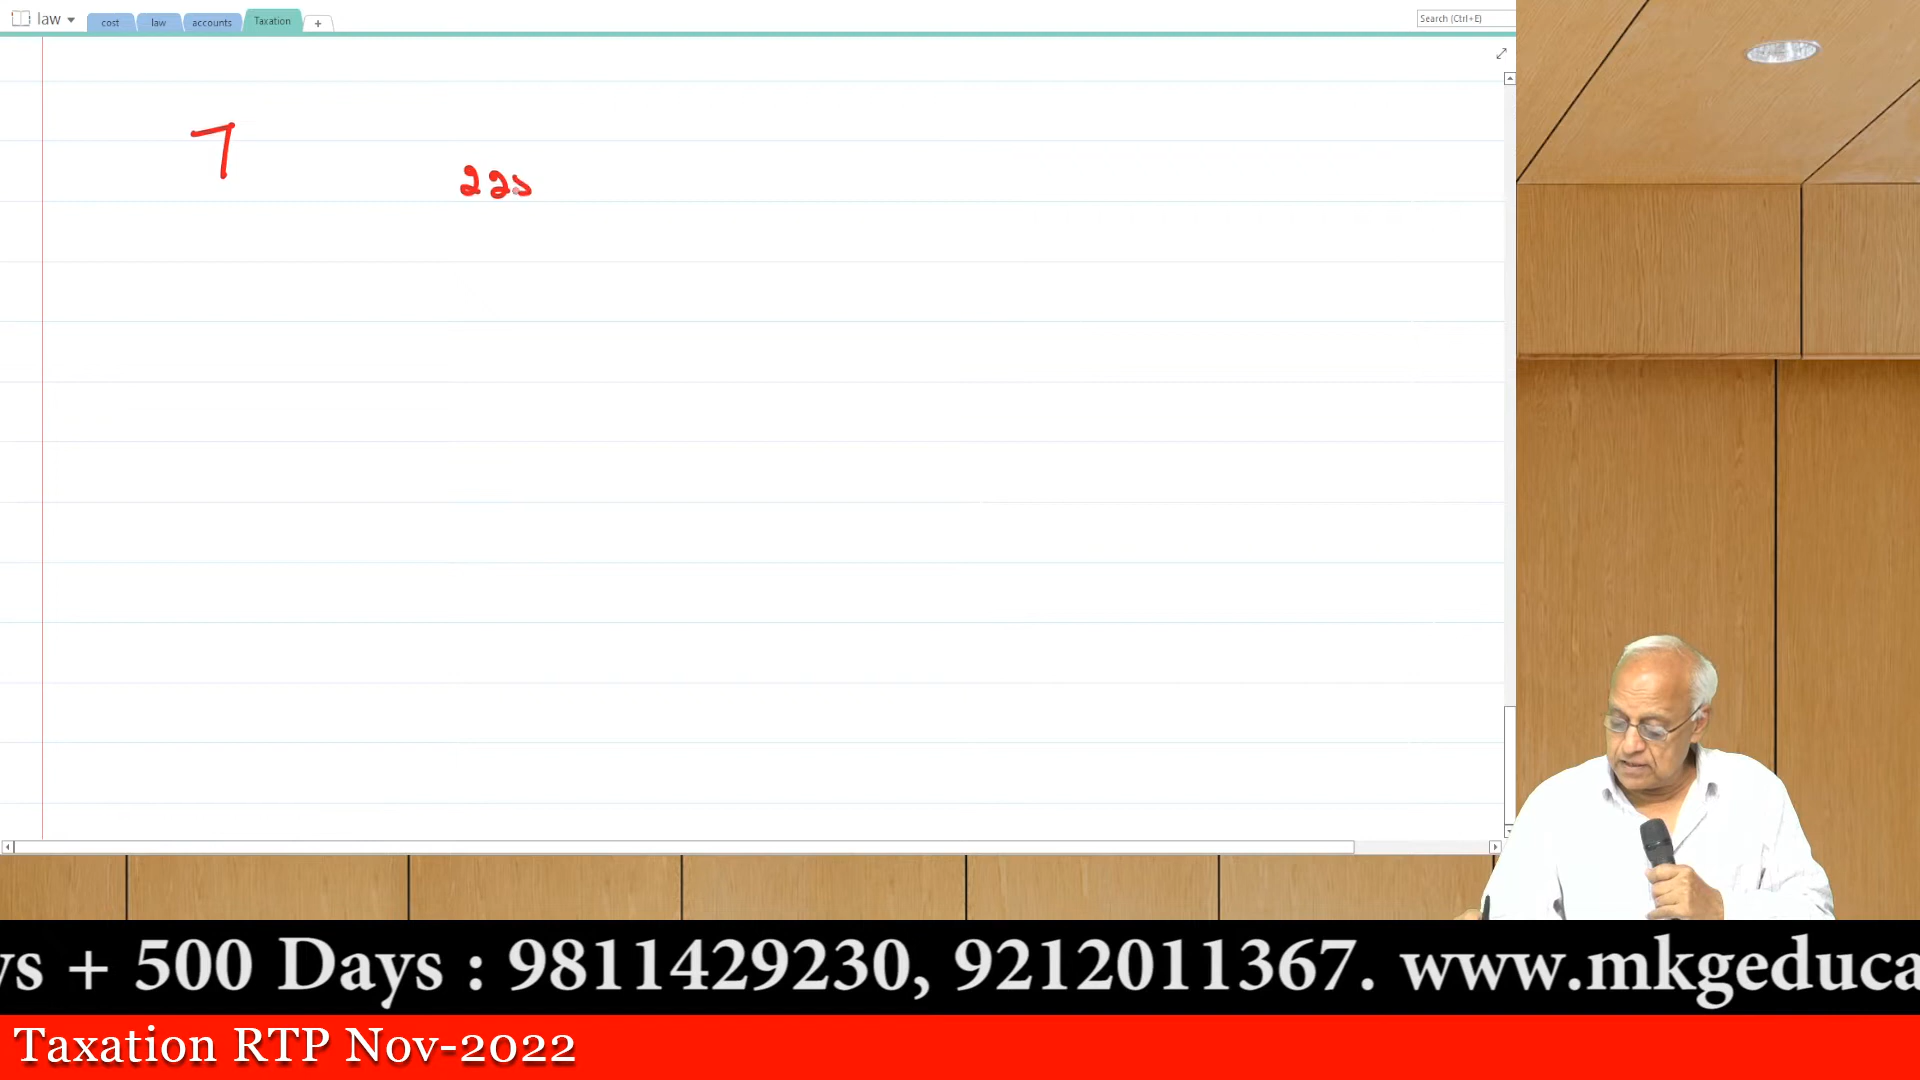 law
cost
law
accounts
Taxation
+
Search (Ctrl+E)
7
22
ys + 500 Days : 9811429230, 9212011367. www.mkgeduca
Taxation RTP Nov-2022